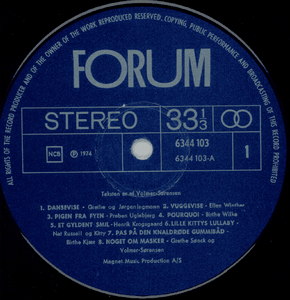 ALL RIGHTS OF THE RECORD PRODUCER AND OF THE OWNER OF THE WORK REPRODUCED RESERVED. COPYING, PUBLIC PERFORMANCE AND BROADCASTING OF THIS RECORD PROHIBITED
FORUM
STEREO 33 1/3
NCB ℗ 1974 6344 103
6344 103-A 1
Teksten er af Volmer-Sørensen
1. DANSEVISE - Grethe og Jørgen Ingmann 2. VUGGEVISE - Ellen Winther
3. PIGEN FRA FYEN - Preben Uglebjerg 4. POURQUOI - Birthe Wilke
5. ET GYLDENT SMIL - Henrik Krogsgaard 6. LILLE KITTYS LULLABY -
Nat Russell og Kitty 7. PAS PÅ DEN KNALDRØDE GUMMIBÅD -
Birthe Kjær 8. NOGET OM MASKER - Grethe Sønck og
Volmer-Sørensen
Magnet Music Production A/S